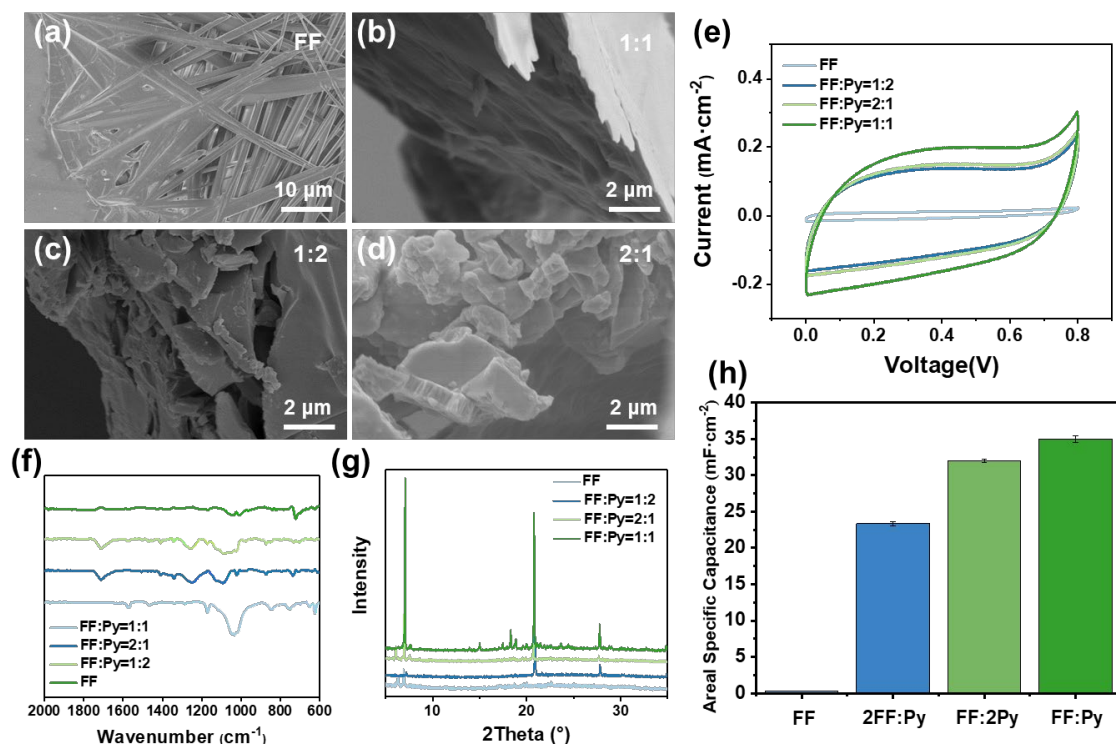 (a)
FF
10 µm
(b)
1:1
2 µm
(c)
1:2
2 µm
(d)
2:1
2 µm
(e)
FF
FF:Py=1:2
FF:Py=2:1
FF:Py=1:1
0.4
0.2
0.0
-0.2
Current (mA·cm⁻²)
0.0 0.2 0.4 0.6 0.8
Voltage(V)
(f)
FF:Py=1:1
FF:Py=2:1
FF:Py=1:2
FF
2000 1800 1600 1400 1200 1000 800 600
Wavenumber (cm⁻¹)
(g)
FF
FF:Py=1:2
FF:Py=2:1
FF:Py=1:1
Intensity
10 20 30
2Theta (°)
(h)
40
35
30
25
20
15
10
5
0
Areal Specific Capacitance (mF·cm⁻²)
FF 2FF:Py FF:2Py FF:Py